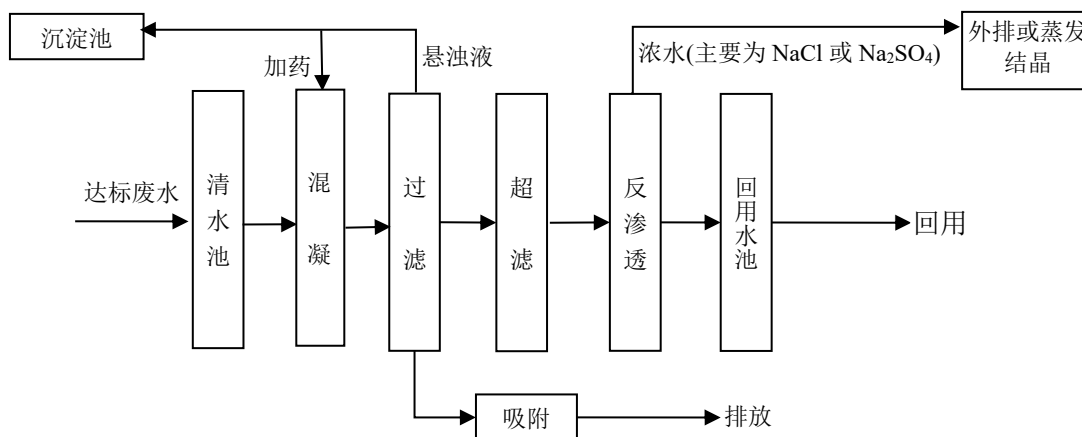 沉淀池
加药
悬浊液
浓水(主要为 NaCl 或 Na₂SO₄)
外排或蒸发
结晶
达标废水
清水池
混凝
过滤
超滤
反渗透
回用水池
回用
吸附
排放